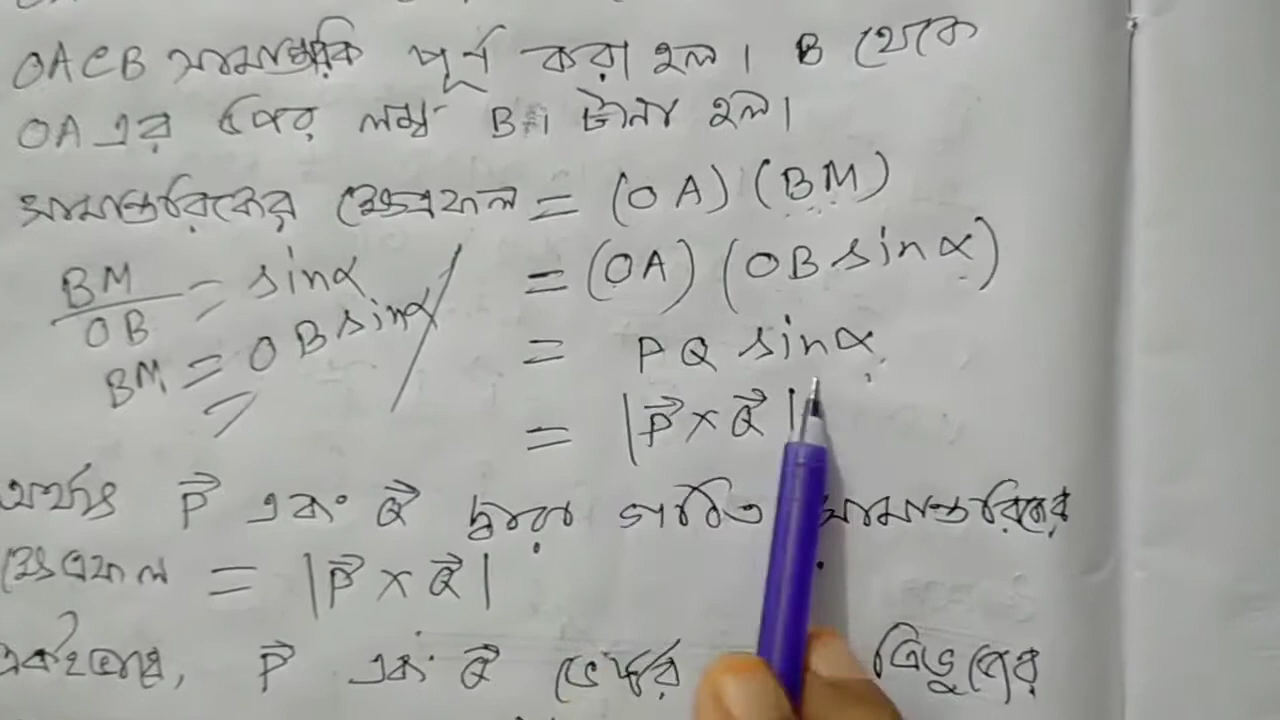 OACB সামান্তরিক পূর্ণ করা হল। B থেকে
OA এর উপর লম্ব BM টানা হল।
সামান্তরিকের ক্ষেত্রফল = (OA) (BM)
BM/OB = sinα
BM = OB sinα
= (OA) (OB sinα)
= PQ sinα
= |P⃗ × Q⃗|
অর্থাৎ P⃗ এবং Q⃗ দ্বারা গঠিত সামান্তরিকের
ক্ষেত্রফল = |P⃗ × Q⃗|
একইভাবে, P⃗ এবং Q⃗ ভেক্টর ত্রিভুজের